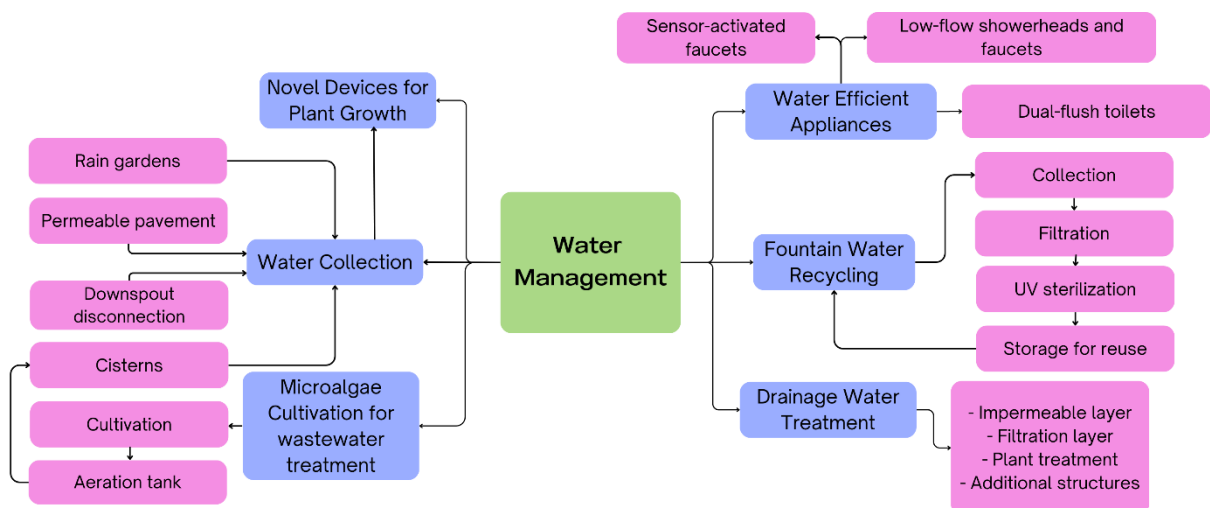 Sensor-activated
faucets
Low-flow showerheads and
faucets
Novel Devices for
Plant Growth
Water Efficient
Appliances
Dual-flush toilets
Rain gardens
Collection
Permeable pavement
Filtration
Water
Management
Water Collection
Fountain Water
Recycling
Downspout
disconnection
UV sterilization
Cisterns
Storage for reuse
Microalgae
Cultivation for
wastewater
treatment
Drainage Water
Treatment
Cultivation
Aeration tank
- Impermeable layer
- Filtration layer
- Plant treatment
- Additional structures